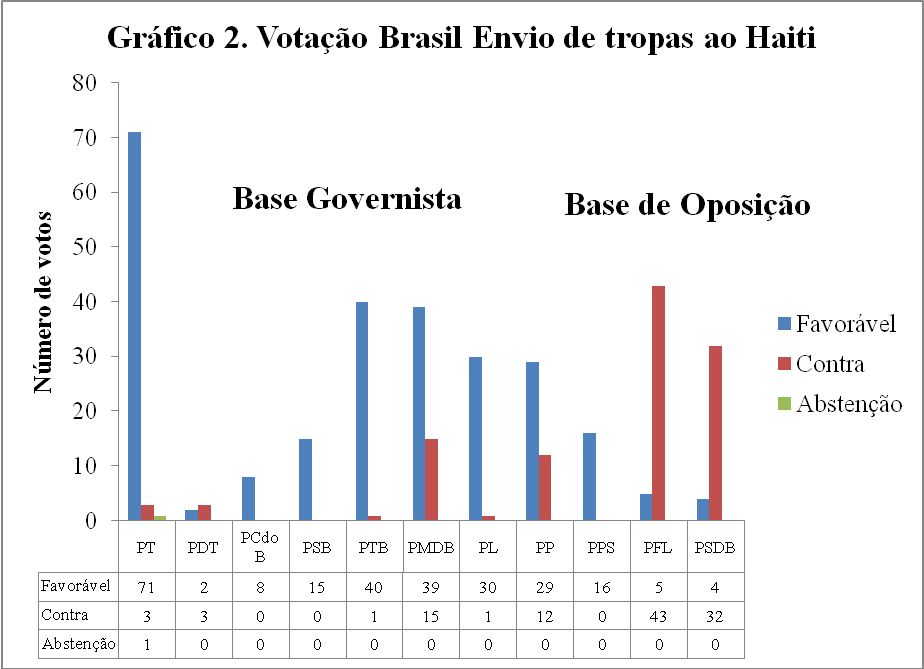 Gráfico 2. Votação Brasil Envio de tropas ao Haiti
80
70
60
50
40
30
20
10
0
Número de votos
Base Governista
Base de Oposição
Favorável
Contra
Abstenção
PT PDT PCdo B PSB PTB PMDB PL PP PPS PFL PSDB
Favorável 71 2 8 15 40 39 30 29 16 5 4
Contra 3 3 0 0 1 15 1 12 0 43 32
Abstenção 1 0 0 0 0 0 0 0 0 0 0